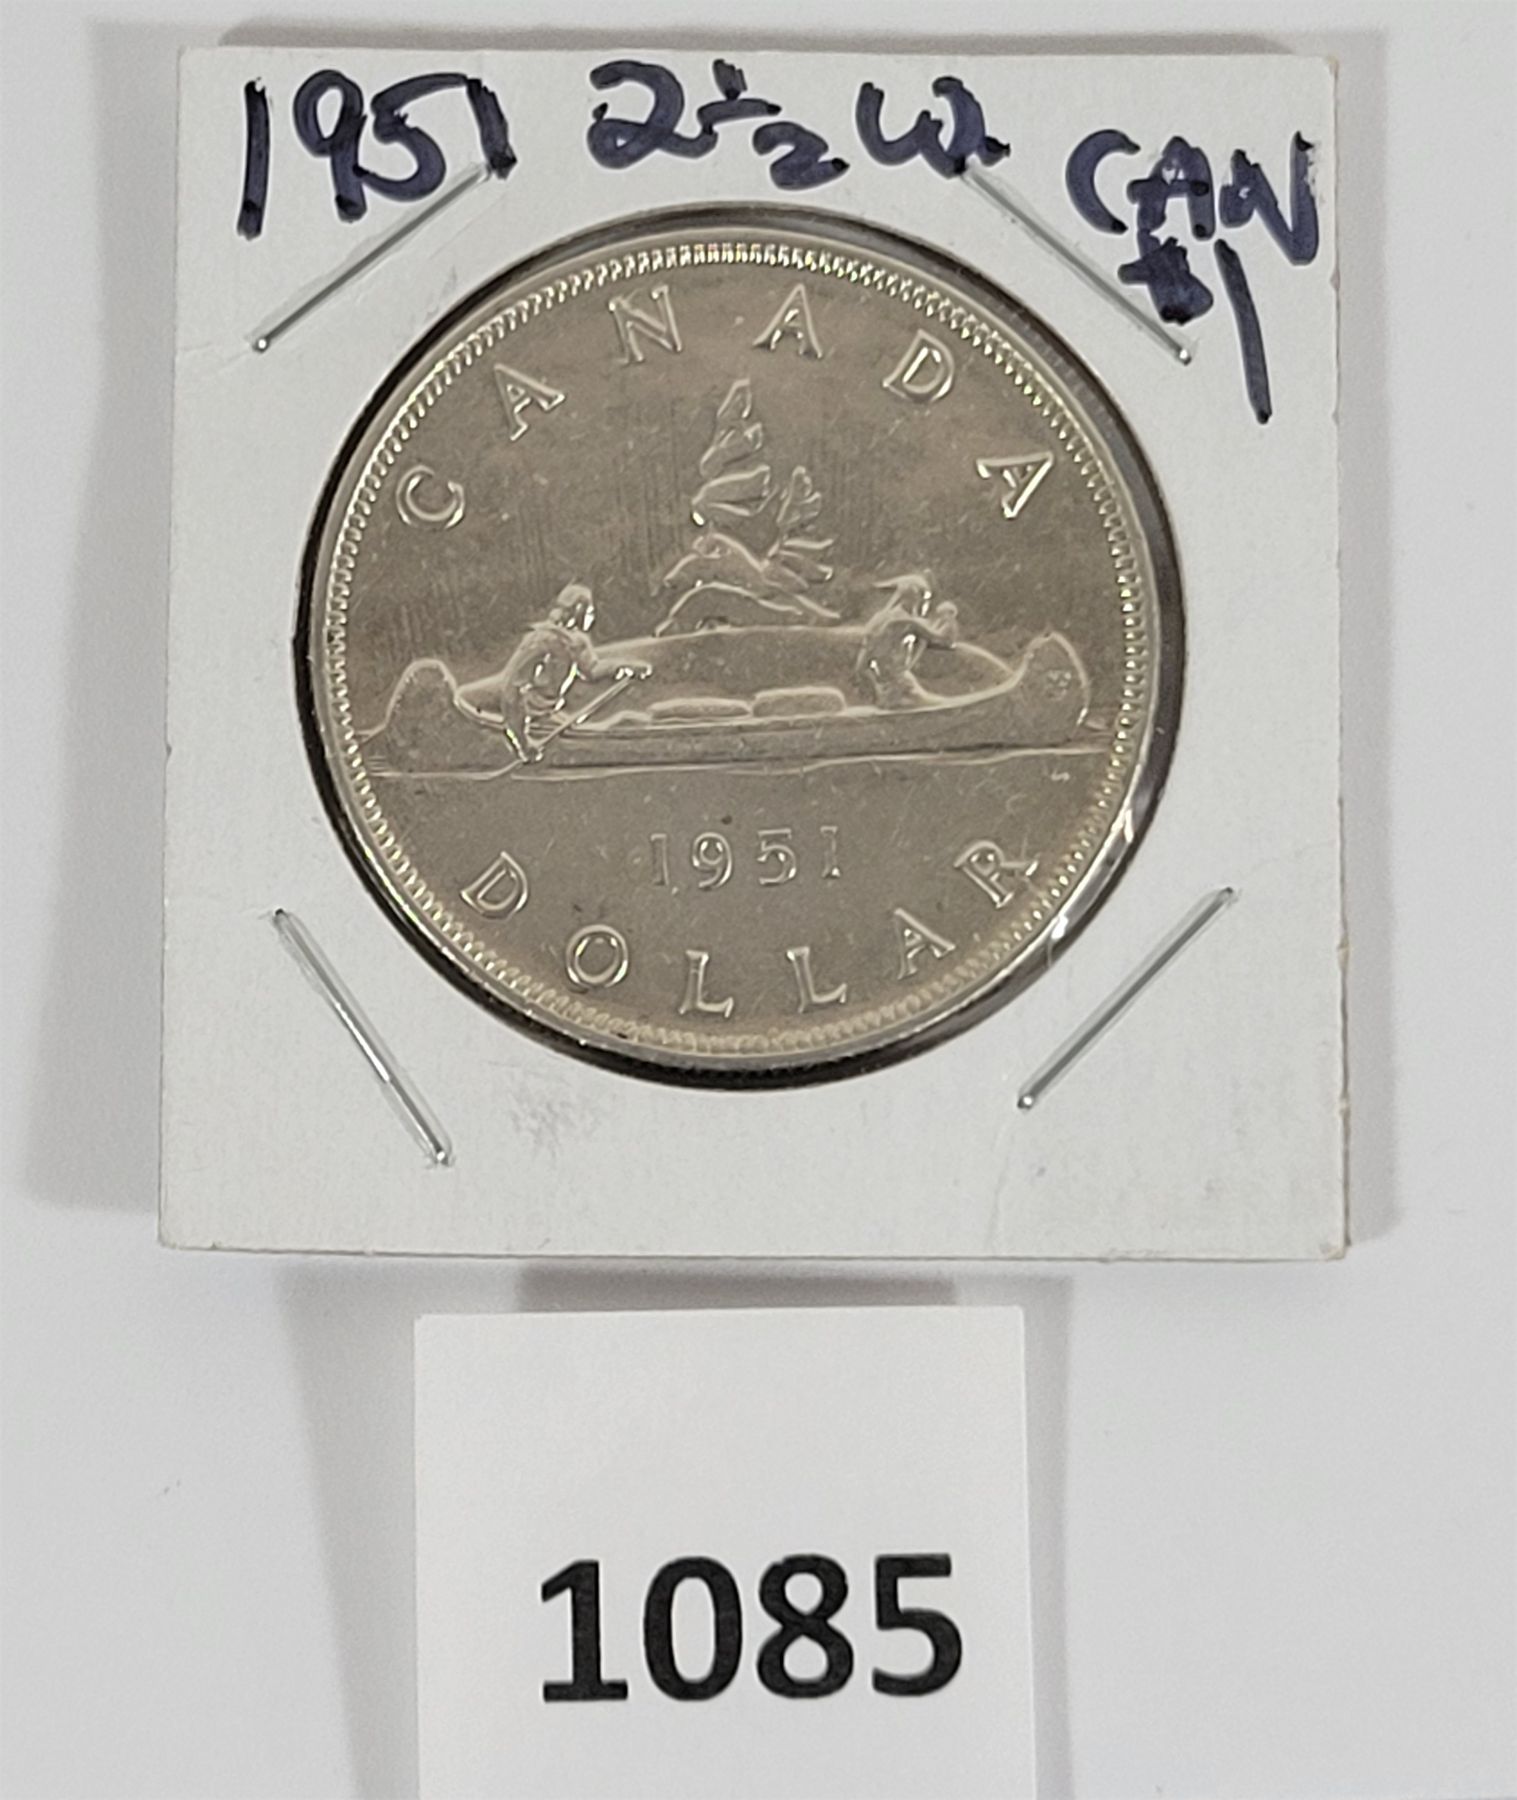 1951 2½ W. CAN
$1
CANADA
1951
DOLLAR
1085